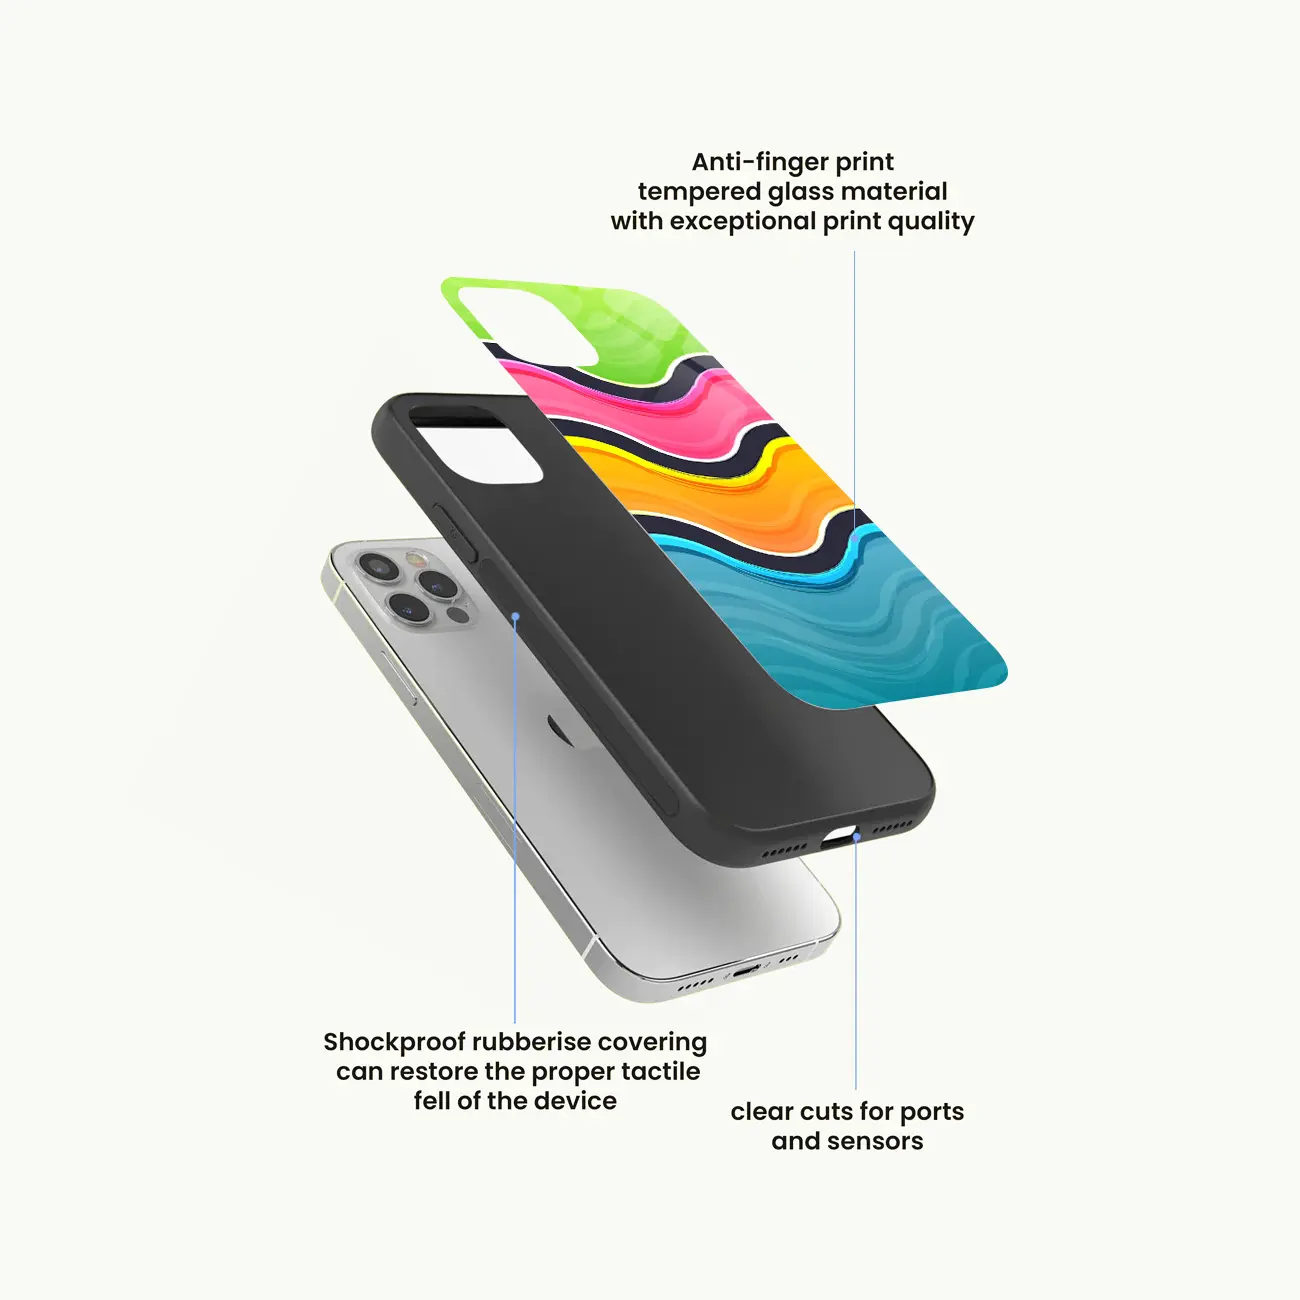 Anti-finger print
tempered glass material
with exceptional print quality
Shockproof rubberise covering
can restore the proper tactile
fell of the device
clear cuts for ports
and sensors